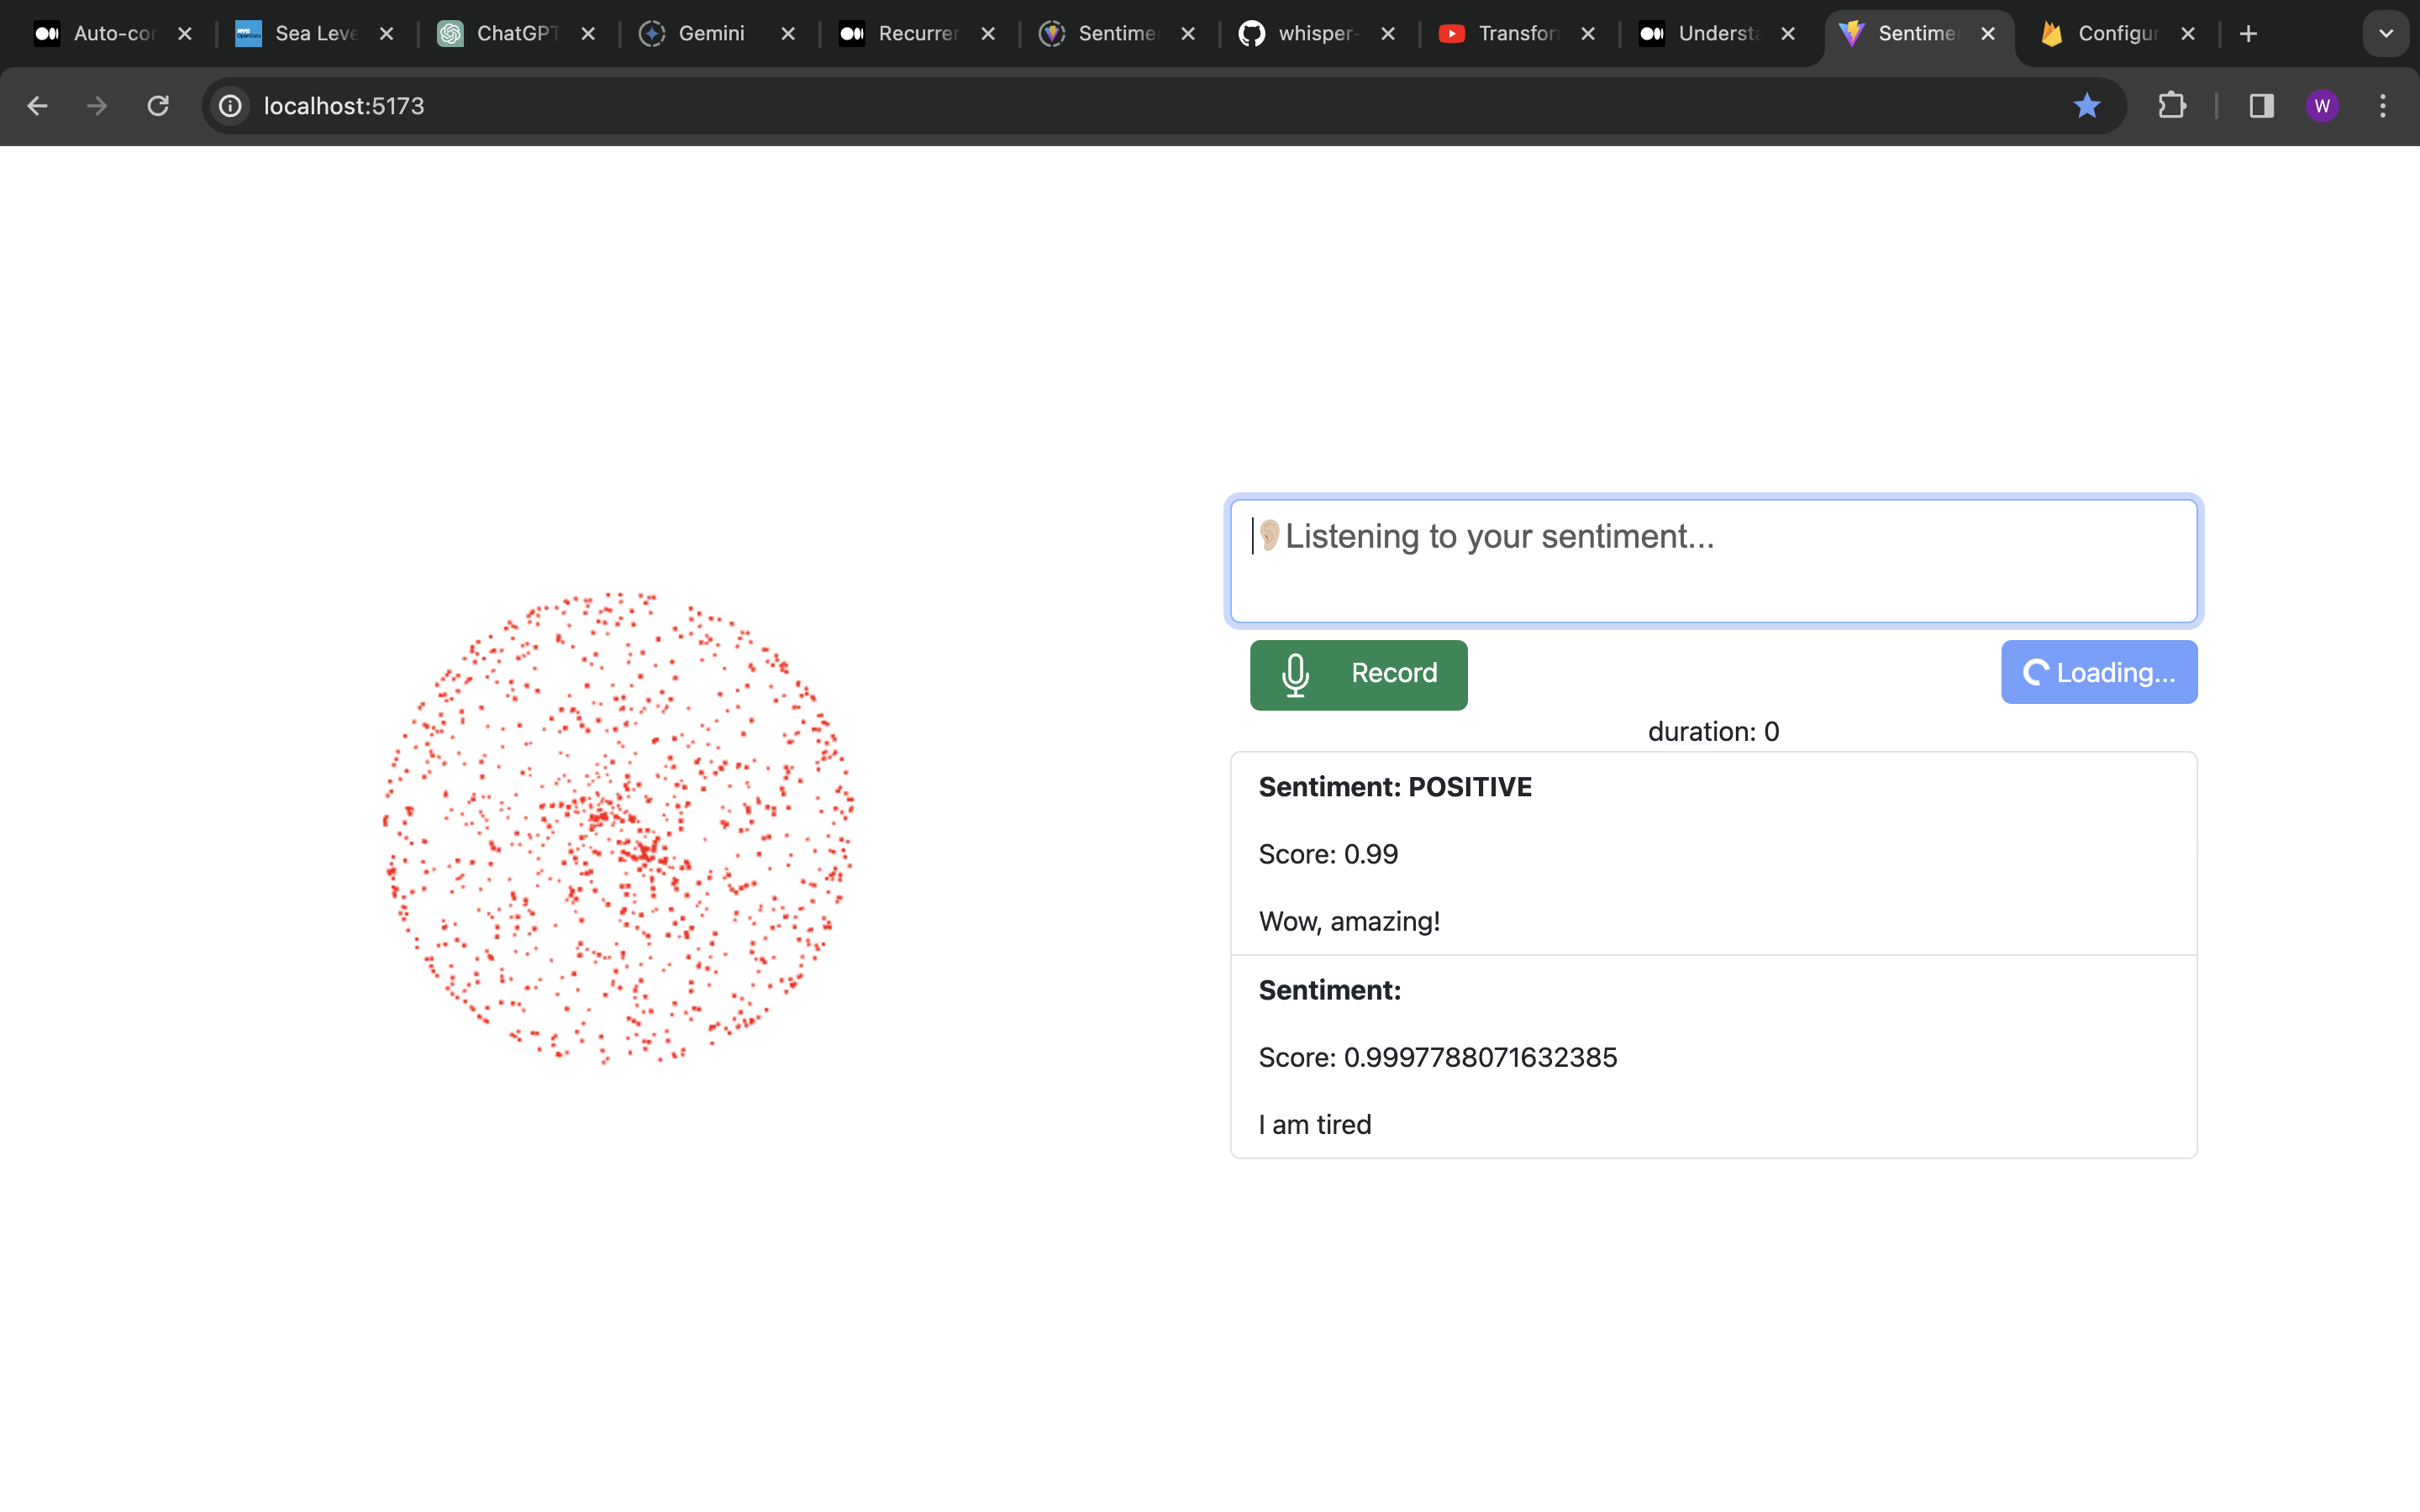 Auto-cor
Sea Leve
ChatGPT
Gemini
Recurrer
Sentime
whisper-
Transfor
Understa
Sentime
Configur
localhost:5173
W
👂🏼Listening to your sentiment...
Record
Loading...
duration: 0
Sentiment: POSITIVE
Score: 0.99
Wow, amazing!
Sentiment:
Score: 0.9997788071632385
I am tired